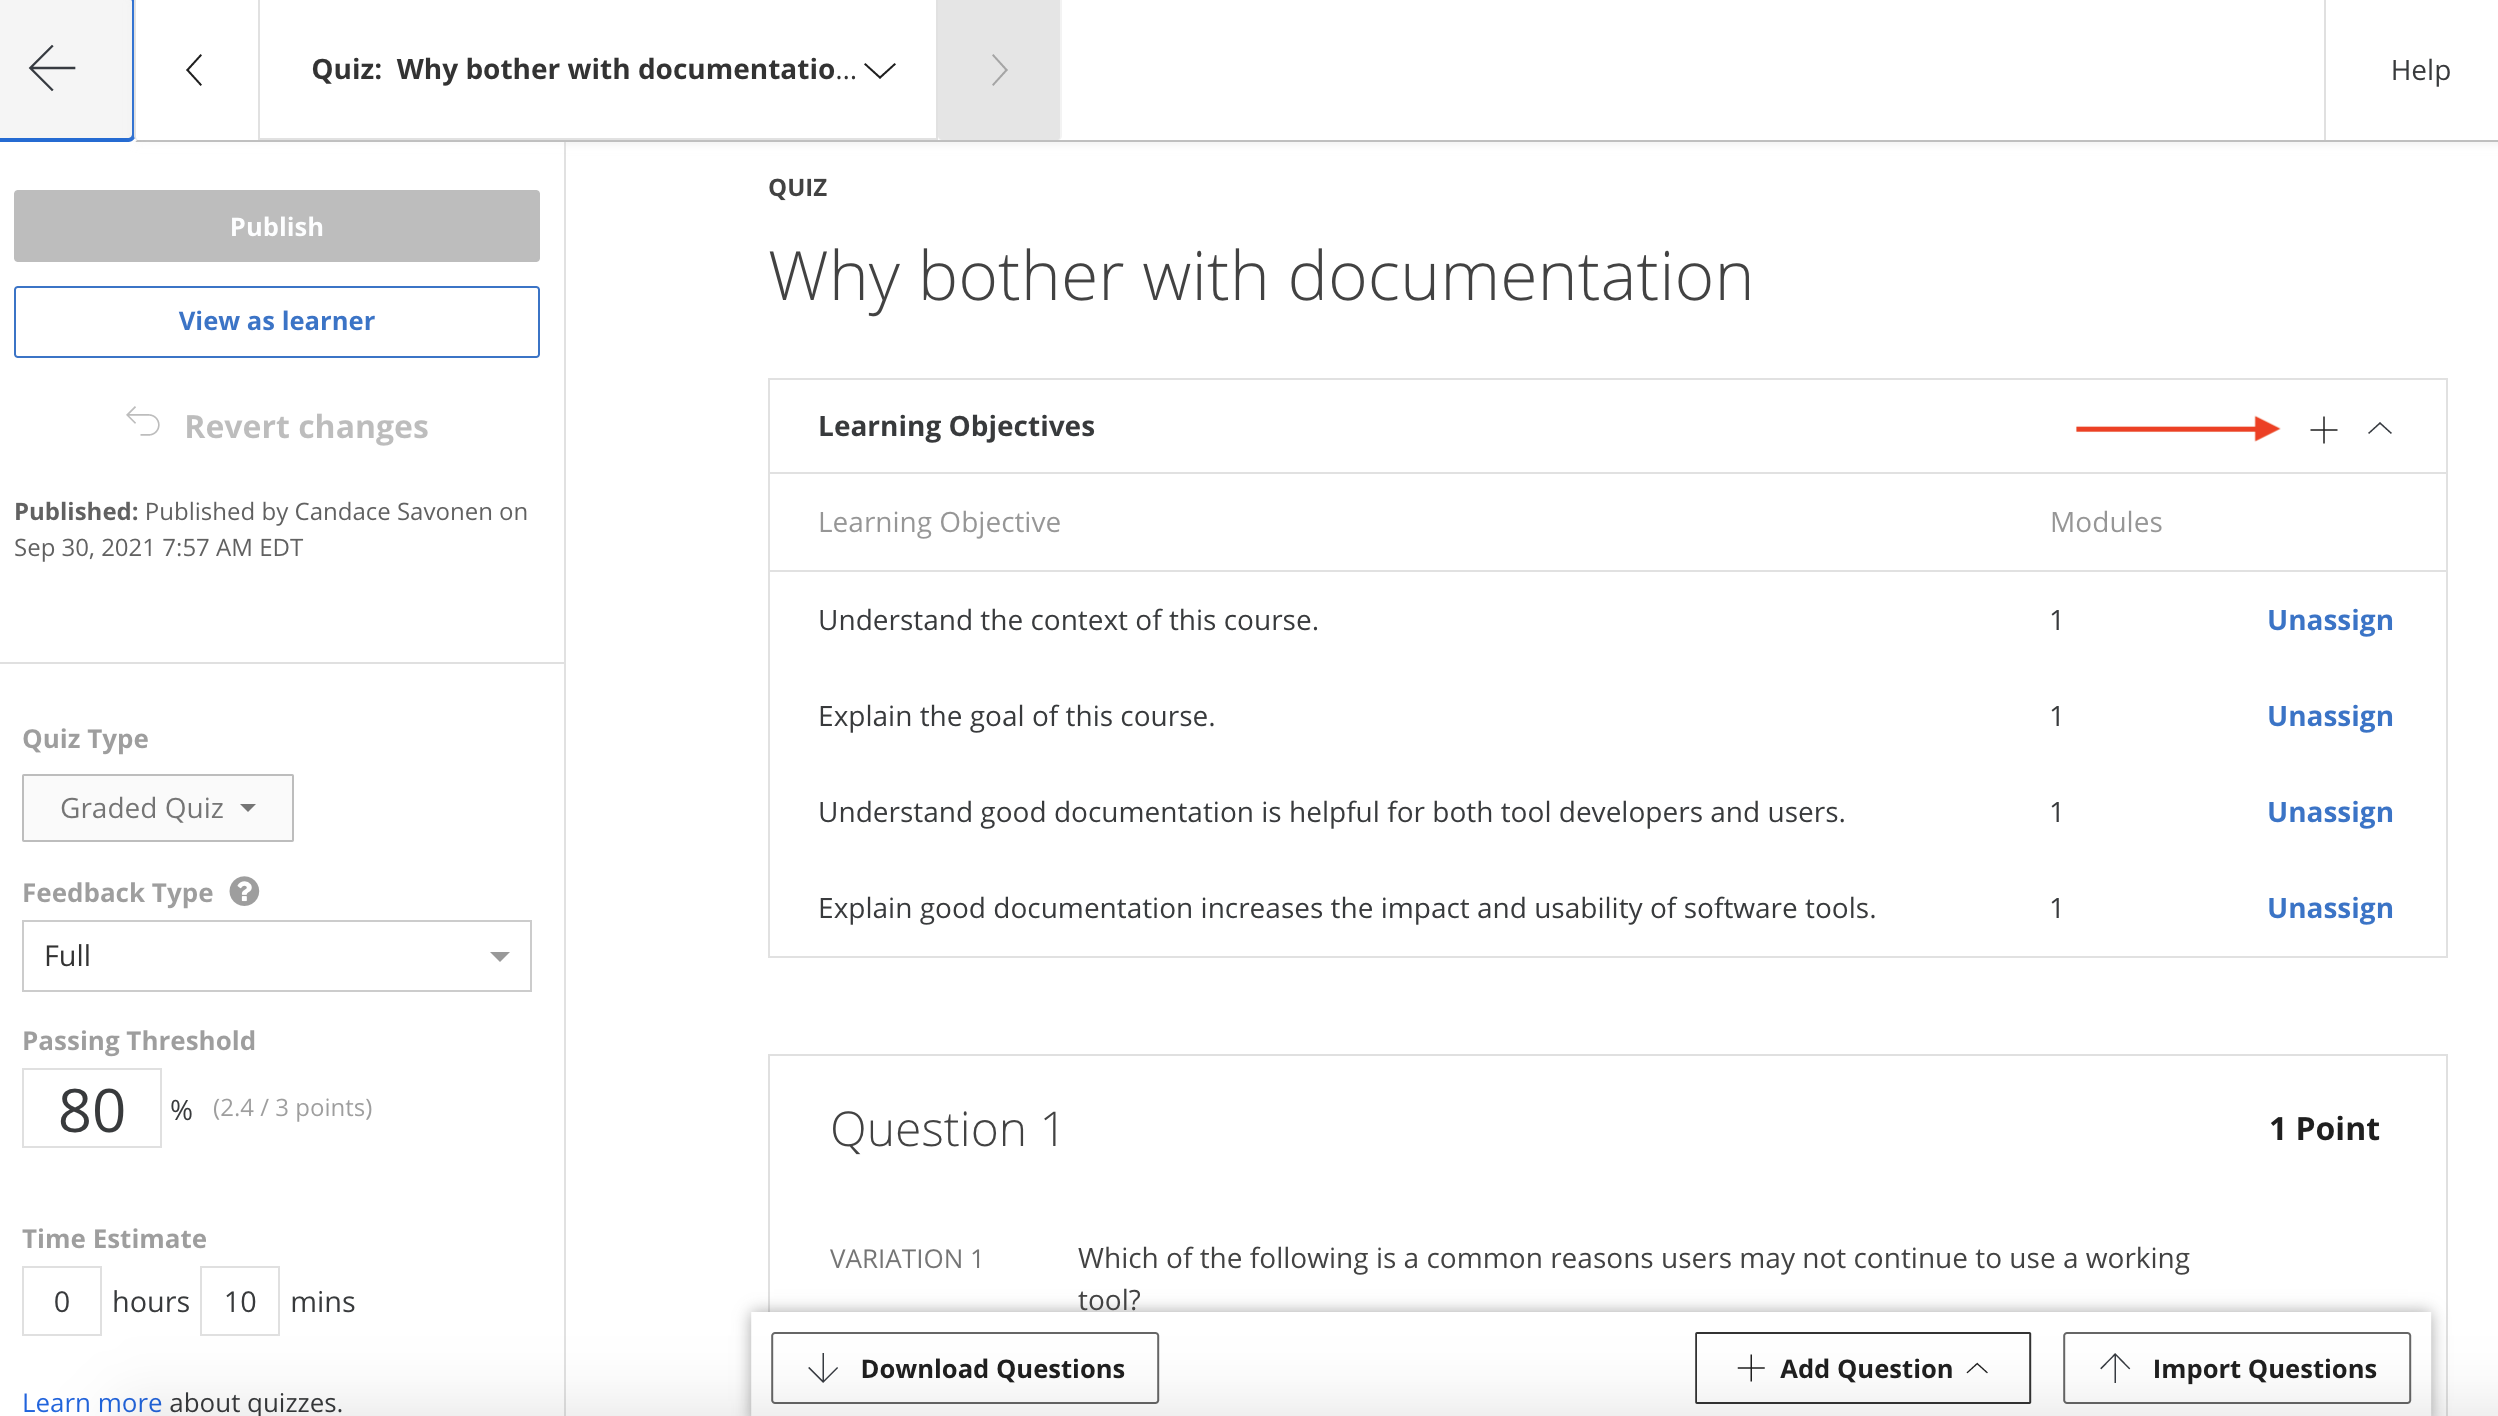 Quiz:  Why bother with documentatio...
Help
Publish
View as learner
Revert changes
Published: Published by Candace Savonen on
Sep 30, 2021 7:57 AM EDT
Quiz Type
Graded Quiz
Feedback Type ?
Full
Passing Threshold
80 % (2.4 / 3 points)
Time Estimate
0 hours 10 mins
Learn more about quizzes.
QUIZ
Why bother with documentation
Learning Objectives
Learning Objective Modules
Understand the context of this course. 1 Unassign
Explain the goal of this course. 1 Unassign
Understand good documentation is helpful for both tool developers and users. 1 Unassign
Explain good documentation increases the impact and usability of software tools. 1 Unassign
Question 1 1 Point
VARIATION 1 Which of the following is a common reasons users may not continue to use a working
tool?
Download Questions Add Question Import Questions